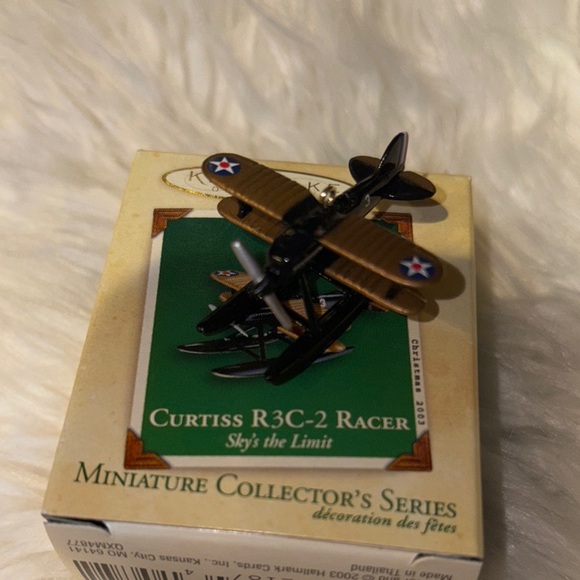 Christmas 2003
CURTISS R3C-2 RACER
Sky's the Limit
MINIATURE COLLECTOR'S SERIES
décoration des fêtes
© 2003 Hallmark Cards, Inc., Kansas City, MO 64141
Made in Thailand
QXM4877